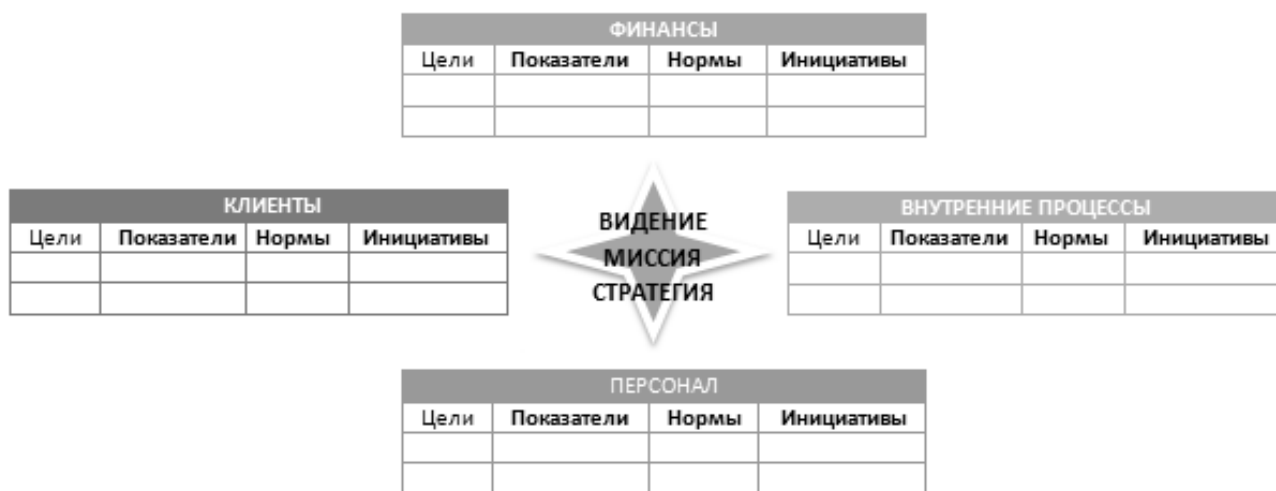 ФИНАНСЫ
Цели Показатели Нормы Инициативы
КЛИЕНТЫ
Цели Показатели Нормы Инициативы
ВИДЕНИЕ
МИССИЯ
СТРАТЕГИЯ
ВНУТРЕННИЕ ПРОЦЕССЫ
Цели Показатели Нормы Инициативы
ПЕРСОНАЛ
Цели Показатели Нормы Инициативы